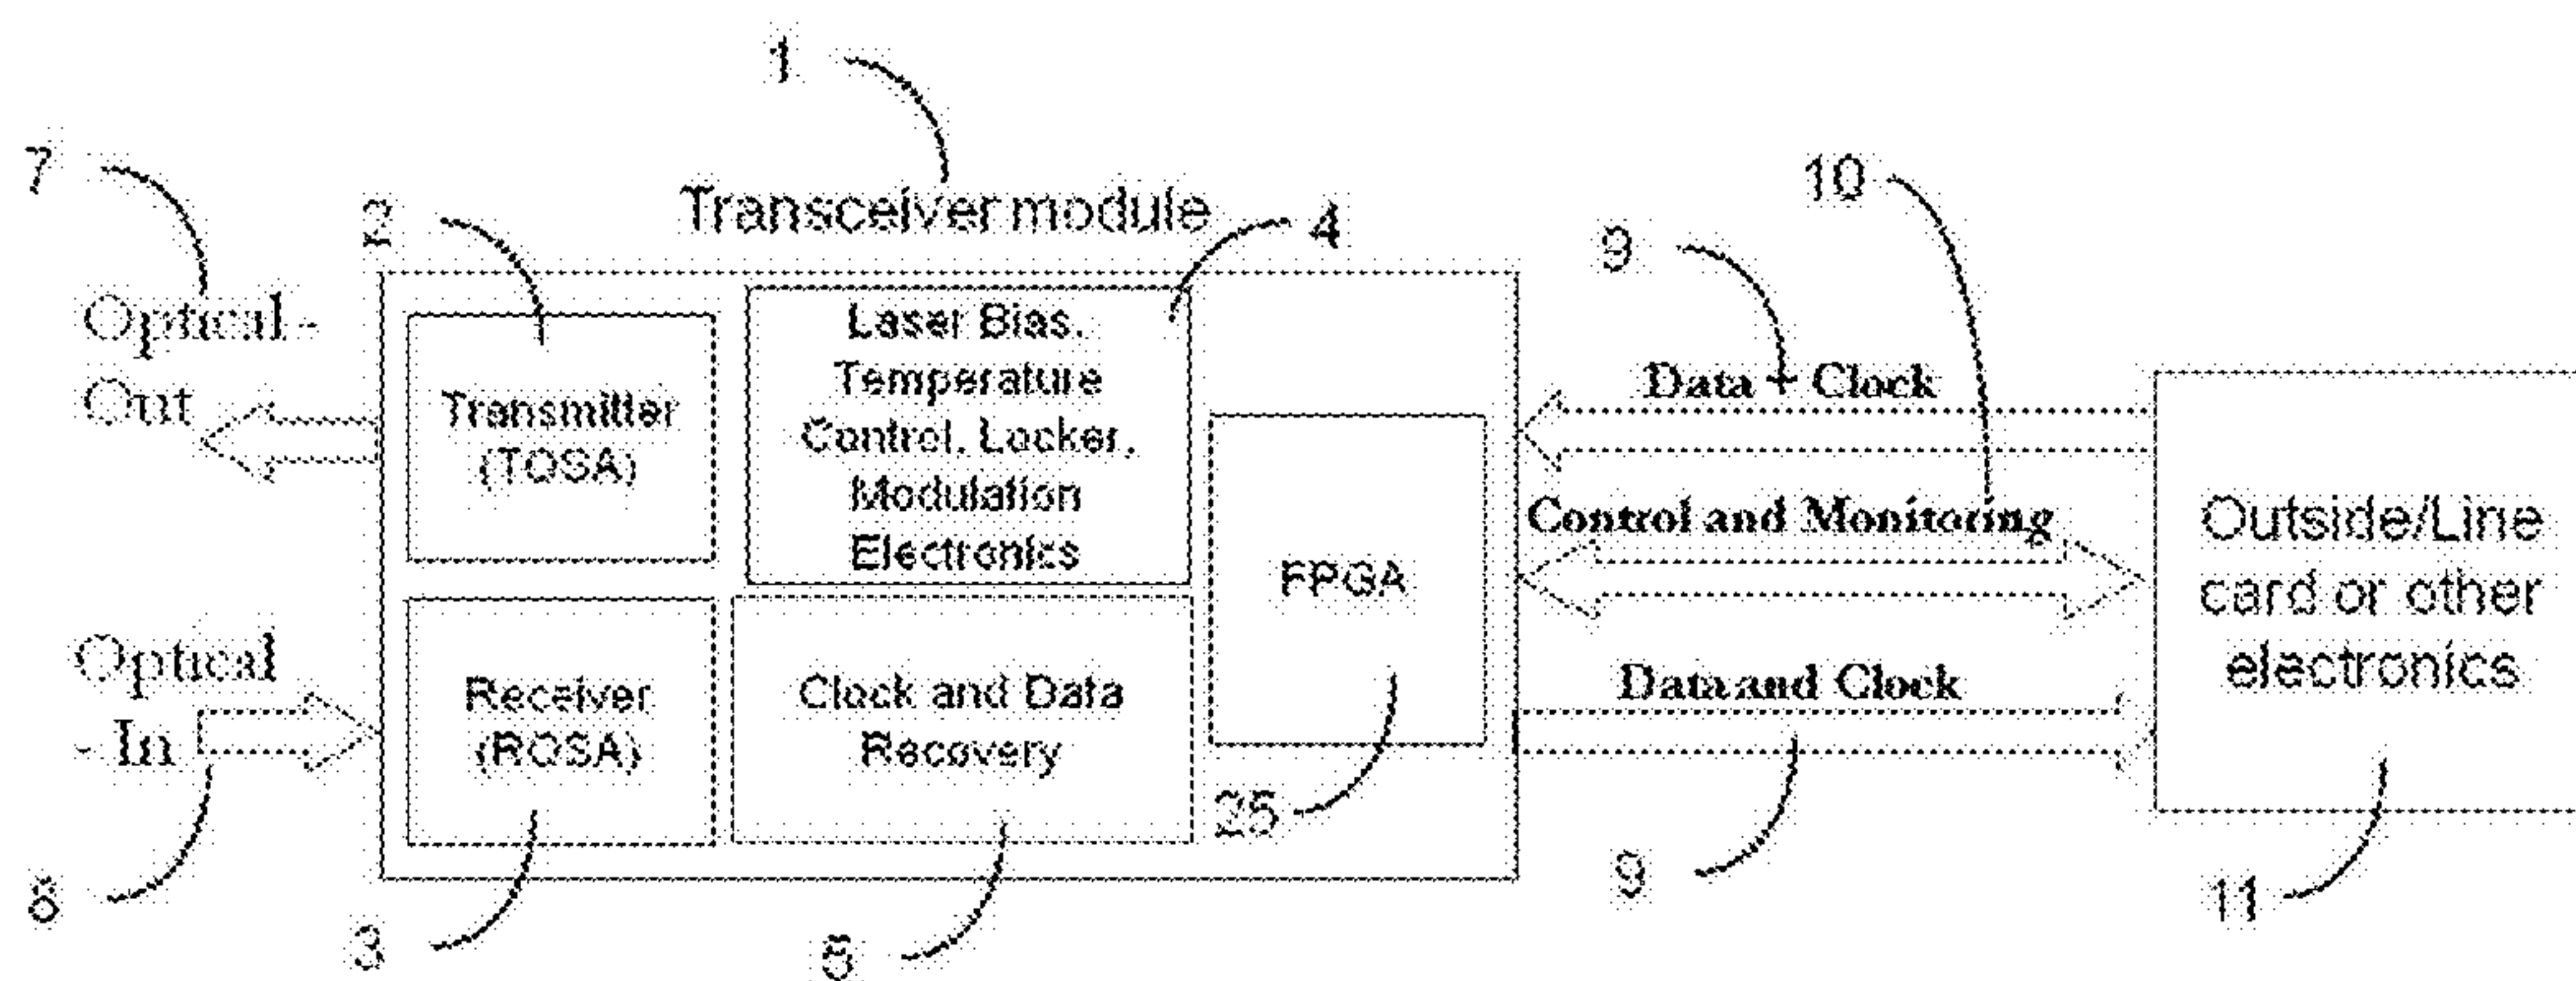 1
7
2
Transceiver module
4
9
10
Optical -
Out
Transmitter
(TOSA)
Laser Bias,
Temperature
Control, Locker,
Modulation
Electronics
FPGA
Data + Clock
Control and Monitoring
Data and Clock
Outside/Line
card or other
electronics
Optical
- In
Receiver
(ROSA)
Clock and Data
Recovery
25
8
3
5
9
11